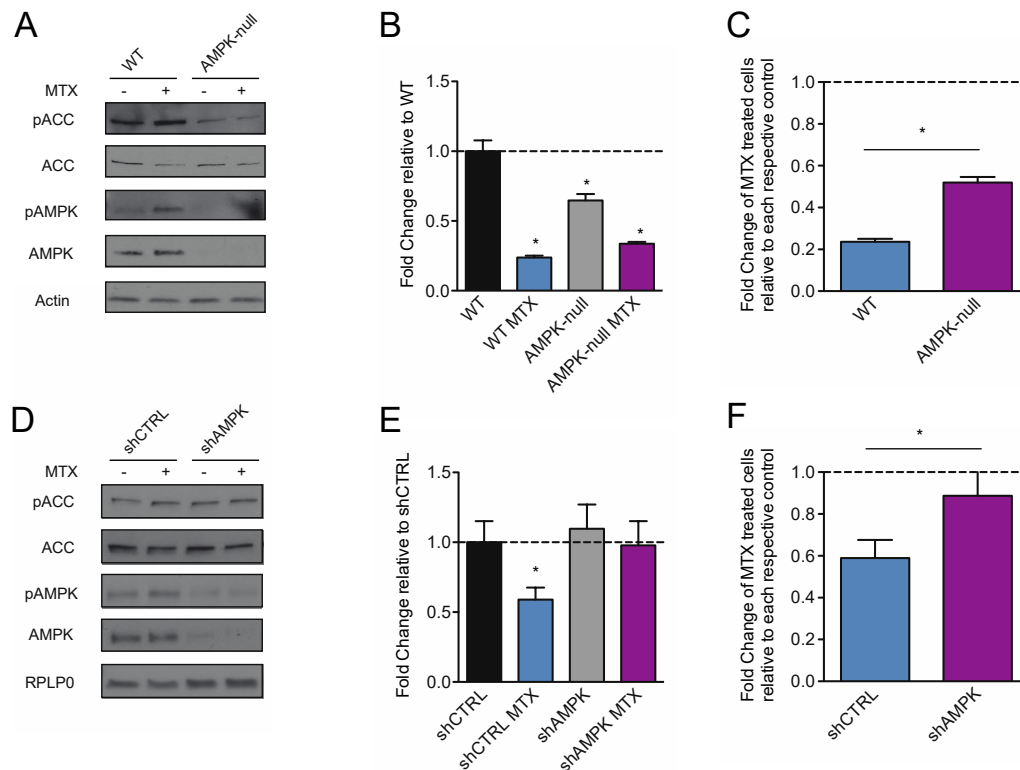 A
WT
AMPK-null
MTX
-
+
-
+
pACC
ACC
pAMPK
AMPK
Actin
B
Fold Change relative to WT
1.5
1.0
0.5
0.0
*
*
*
WT
WT MTX
AMPK-null
AMPK-null MTX
C
Fold Change of MTX treated cells
relative to each respective control
1.0
0.8
0.6
0.4
0.2
0.0
*
WT
AMPK-null
D
shCTRL
shAMPK
MTX
-
+
-
+
pACC
ACC
pAMPK
AMPK
RPLP0
E
Fold Change relative to shCTRL
1.5
1.0
0.5
0.0
*
shCTRL
shCTRL MTX
shAMPK
shAMPK MTX
F
Fold Change of MTX treated cells
relative to each respective control
1.0
0.8
0.6
0.4
0.2
0.0
*
shCTRL
shAMPK